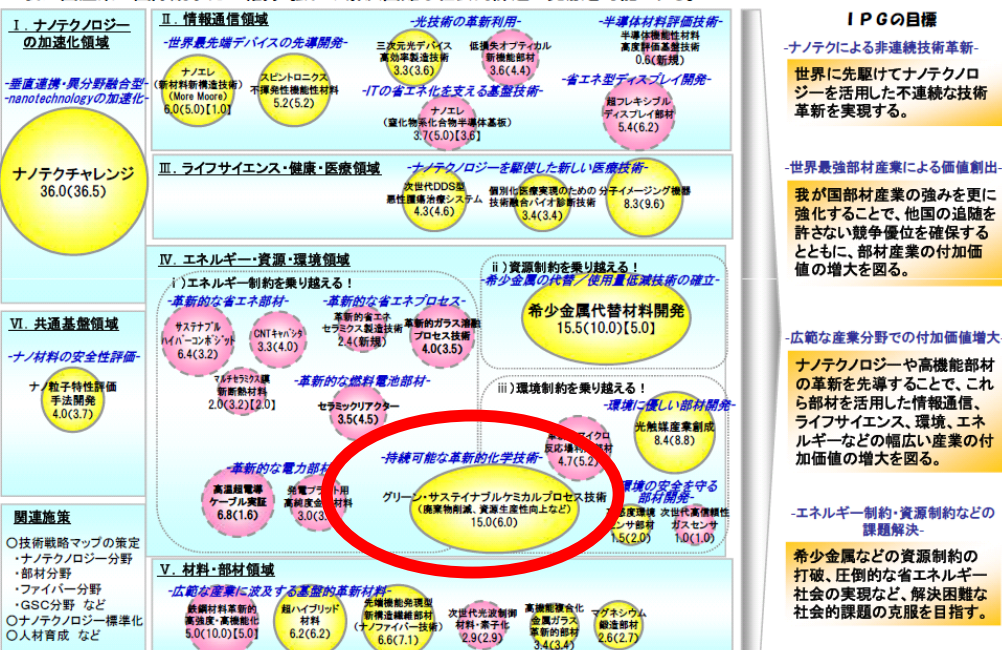 Ⅰ．ナノテクノロジー
の加速化領域
-垂直連携・異分野融合型-
-nanotechnologyの加速化-
ナノテクチャレンジ
36.0(36.5)
Ⅵ．共通基盤領域
-ナノ材料の安全性評価-
ナノ粒子特性評価
手法開発
4.0(3.7)
関連施策
○技術戦略マップの策定
・ナノテクノロジー分野
・部材分野
・ファイバー分野
・GSC分野 など
○ナノテクノロジー標準化
○人材育成 など
Ⅱ．情報通信領域
-世界最先端デバイスの先導開発-
ナノエレ
(新材料新構造技術)
(More Moore)
6.0(5.0)【1.0】
スピントロニクス
不揮発性機能性材料
5.2(5.2)
-光技術の革新利用-
三次元光デバイス
高効率製造技術
3.3(3.6)
低損失オプティカル
新機能部材
3.6(4.4)
-ITの省エネ化を支える基盤技術-
ナノエレ
(窒化物系化合物半導体基板)
3.7(5.0)【3.6】
-半導体材料評価技術-
半導体機能性材料
高度評価基盤技術
0.6(新規)
-省エネ型ディスプレイ開発-
超フレキシブル
ディスプレイ部材
5.4(6.2)
Ⅲ．ライフサイエンス・健康・医療領域
-ナノテクノロジーを駆使した新しい医療技術-
次世代DDS型
悪性腫瘍治療システム
4.3(4.6)
個別化医療実現のための
技術融合バイオ診断技術
3.4(3.4)
分子イメージング機器
8.3(9.6)
Ⅳ．エネルギー・資源・環境領域
ⅰ)エネルギー制約を乗り越える！
-革新的な省エネ部材-
サステナブル
ハイパーコンポジット
6.4(3.2)
CNTキャパシタ
3.3(4.0)
マルチセラミクス膜
新断熱材料
2.0(3.2)【2.0】
-革新的な省エネプロセス-
革新的省エネ
セラミクス製造技術
2.4(新規)
革新的ガラス溶融
プロセス技術
4.0(3.5)
-革新的な燃料電池部材-
セラミックリアクター
3.5(4.5)
-革新的な電力部材
高温超電導
ケーブル実証
6.8(1.6)
発電プラント用
高純度金属材料
3.0(3.
ⅱ)資源制約を乗り越える！
-希少金属の代替／使用量低減技術の確立-
希少金属代替材料開発
15.5(10.0)【5.0】
ⅲ)環境制約を乗り越える！
-環境に優しい部材開発-
マイクロ
反応場利用部材
4.7(5.2)
光触媒産業創成
8.4(8.8)
-持続可能な革新的化学技術-
グリーン・サステイナブルケミカルプロセス技術
(廃棄物削減、資源生産性向上など)
15.0(6.0)
環境の安全を守る
部材開発-
感度環境
ンサ部材
1.5(2.0)
次世代高信頼性
ガスセンサ
1.0(1.0)
Ⅴ．材料・部材領域
-広範な産業に波及する基盤的革新材料-
鉄鋼材料革新的
高強度・高機能化
5.0(10.0)【5.0】
超ハイブリッド
材料
6.2(6.2)
先端機能発現型
新構造繊維部材
(ナノファイバー技術)
6.6(7.1)
次世代光波制御
材料・素子化
2.9(2.9)
高機能複合化
金属ガラス
革新的部材
3.4(3.4)
マグネシウム
鍛造部材
2.6(2.7)
ＩＰＧの目標
-ナノテクによる非連続技術革新-
世界に先駆けてナノテクノロ
ジーを活用した不連続な技術
革新を実現する。
-世界最強部材産業による価値創出-
我が国部材産業の強みを更に
強化することで、他国の追随を
許さない競争優位を確保する
とともに、部材産業の付加価
値の増大を図る。
-広範な産業分野での付加価値増大-
ナノテクノロジーや高機能部材
の革新を先導することで、これ
ら部材を活用した情報通信、
ライフサイエンス、環境、エネ
ルギーなどの幅広い産業の付
加価値の増大を図る。
-エネルギー制約・資源制約などの
課題解決-
希少金属などの資源制約の
打破、圧倒的な省エネルギー
社会の実現など、解決困難な
社会的課題の克服を目指す。